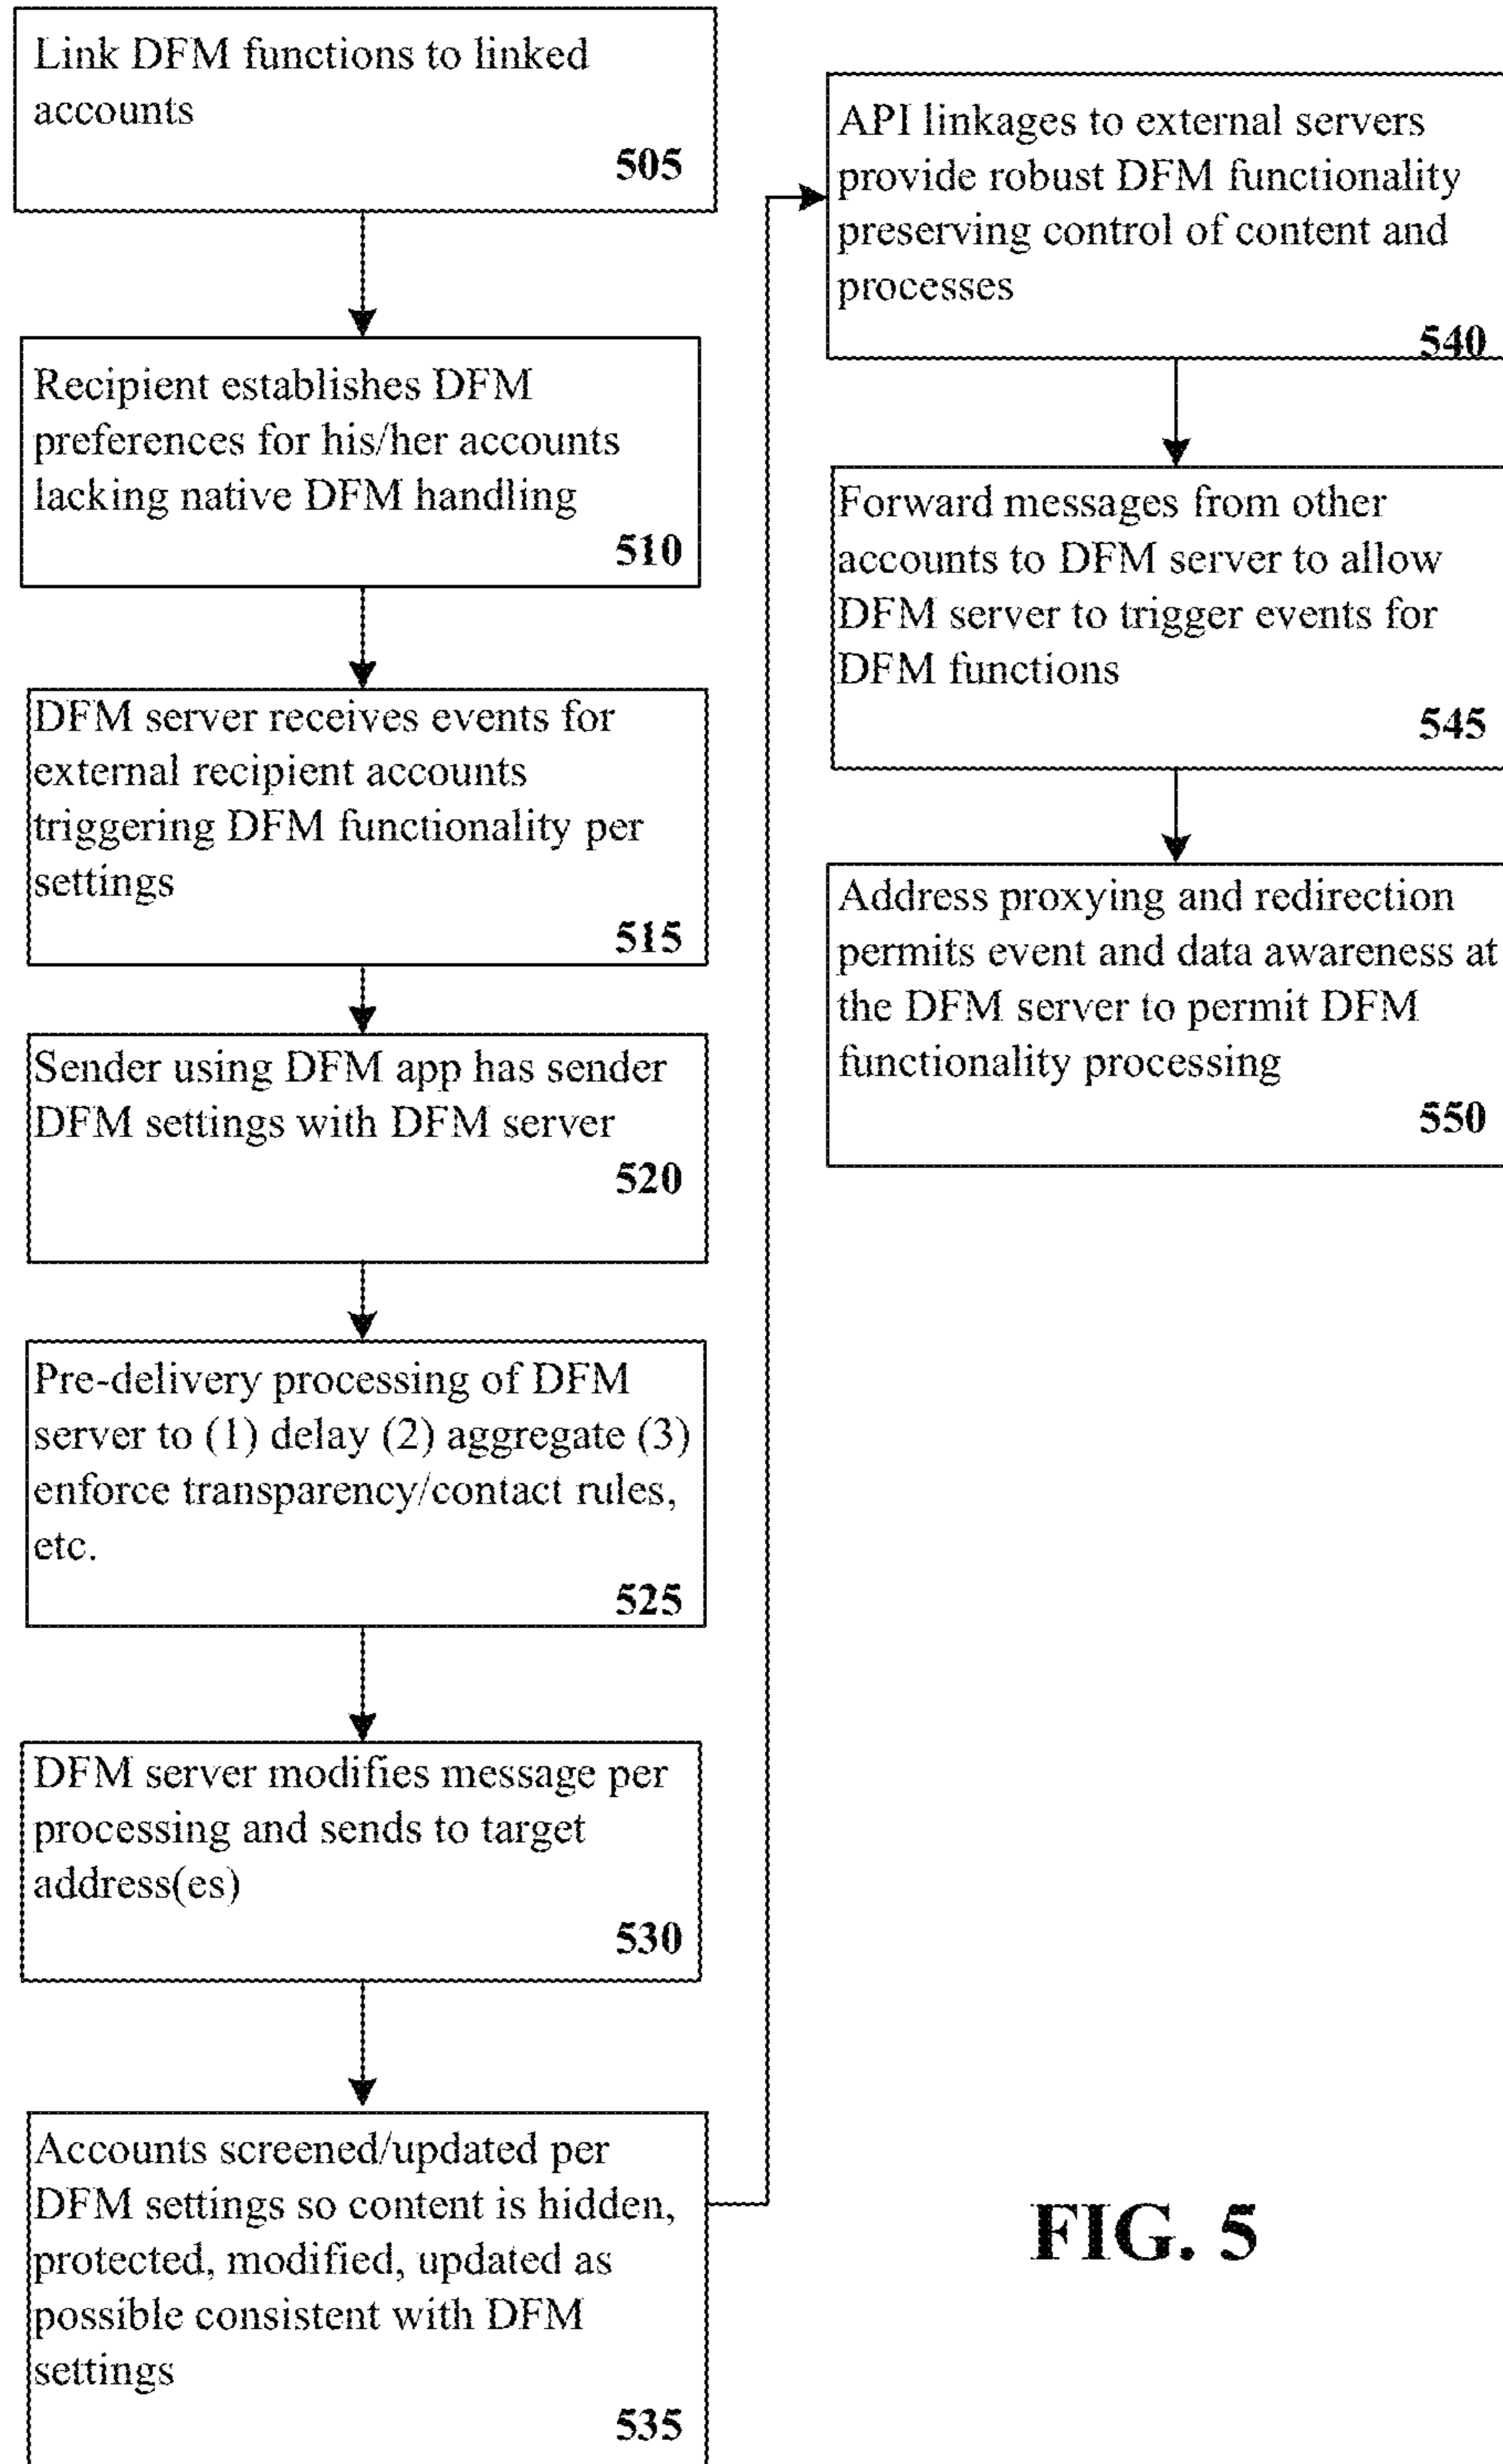 Link DFM functions to linked
accounts
505
Recipient establishes DFM
preferences for his/her accounts
lacking native DFM handling
510
DFM server receives events for
external recipient accounts
triggering DFM functionality per
settings
515
Sender using DFM app has sender
DFM settings with DFM server
520
Pre-delivery processing of DFM
server to (1) delay (2) aggregate (3)
enforce transparency/contact rules,
etc.
525
DFM server modifies message per
processing and sends to target
address(es)
530
Accounts screened/updated per
DFM settings so content is hidden,
protected, modified, updated as
possible consistent with DFM
settings
535
API linkages to external servers
provide robust DFM functionality
preserving control of content and
processes
540
Forward messages from other
accounts to DFM server to allow
DFM server to trigger events for
DFM functions
545
Address proxying and redirection
permits event and data awareness at
the DFM server to permit DFM
functionality processing
550
FIG. 5